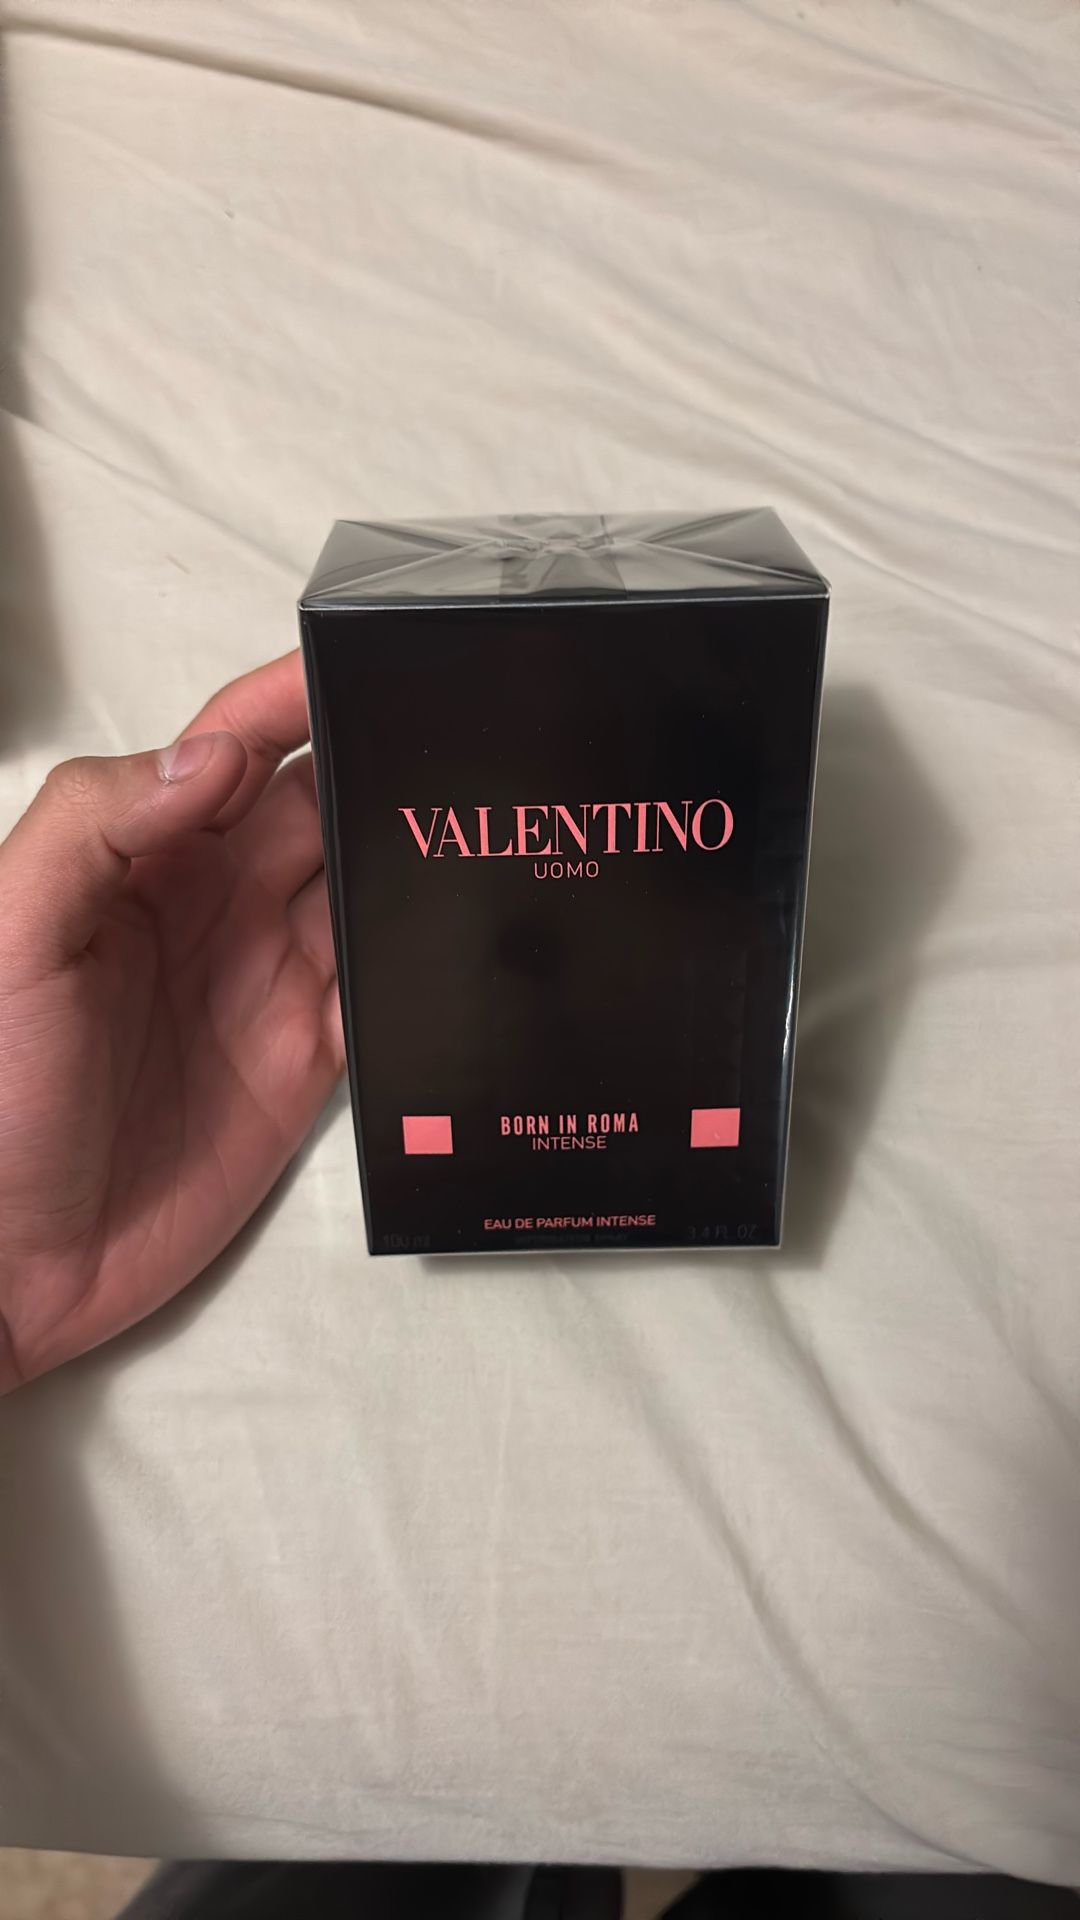 VALENTINO
UOMO
BORN IN ROMA
INTENSE
EAU DE PARFUM INTENSE
100 ml 3.4 FL. OZ